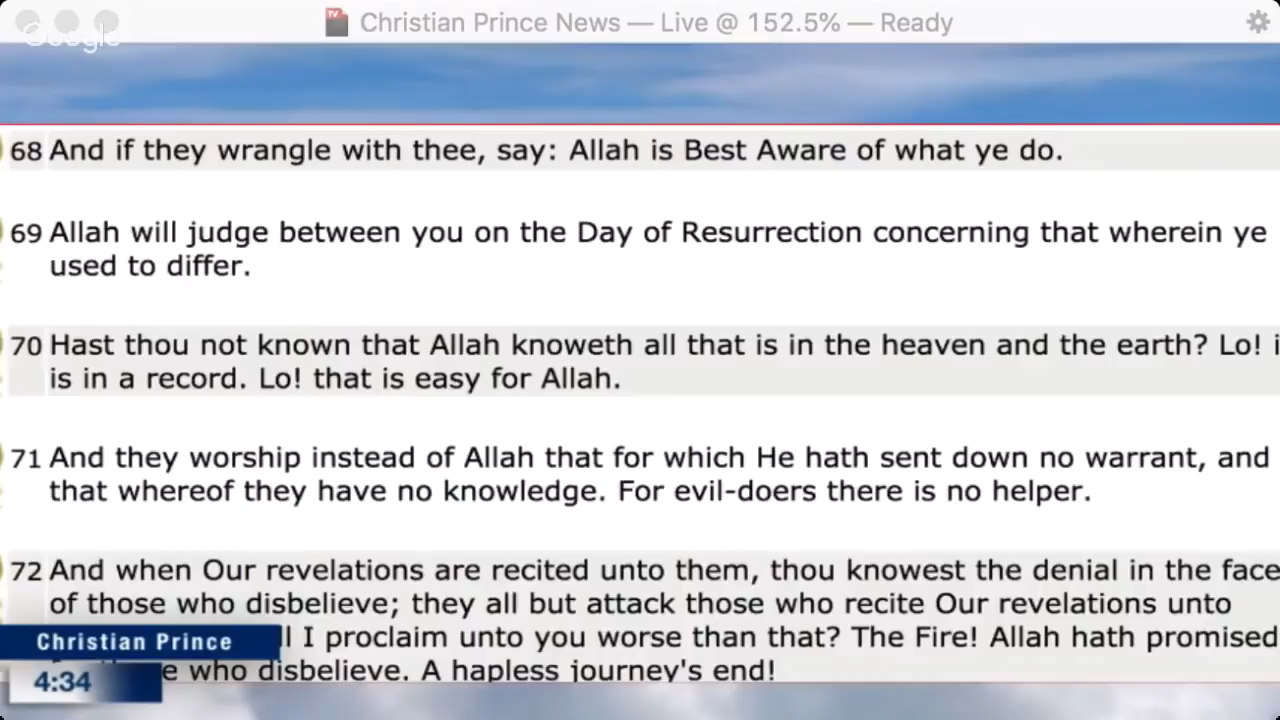 Christian Prince News — Live @ 152.5% — Ready
Google
68 And if they wrangle with thee, say: Allah is Best Aware of what ye do.
69 Allah will judge between you on the Day of Resurrection concerning that wherein ye
used to differ.
70 Hast thou not known that Allah knoweth all that is in the heaven and the earth? Lo! i
is in a record. Lo! that is easy for Allah.
71 And they worship instead of Allah that for which He hath sent down no warrant, and
that whereof they have no knowledge. For evil-doers there is no helper.
72 And when Our revelations are recited unto them, thou knowest the denial in the face
of those who disbelieve; they all but attack those who recite Our revelations unto
I proclaim unto you worse than that? The Fire! Allah hath promised
who disbelieve. A hapless journey's end!
Christian Prince
4:34